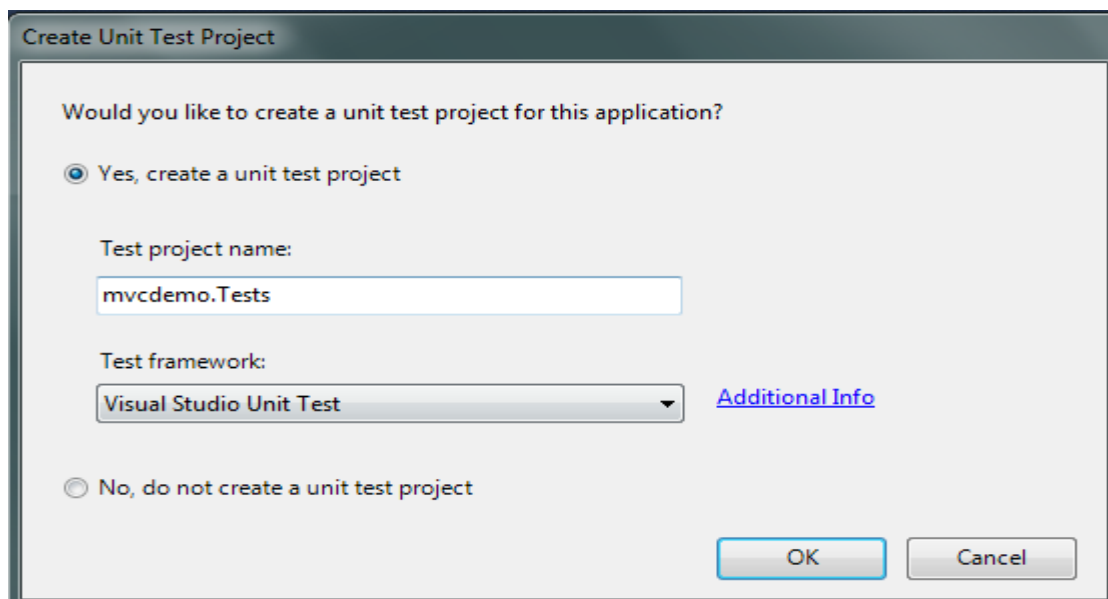 Create Unit Test Project
Would you like to create a unit test project for this application?
Yes, create a unit test project
Test project name:
mvcdemo.Tests
Test framework:
Visual Studio Unit Test
Additional Info
No, do not create a unit test project
OK
Cancel